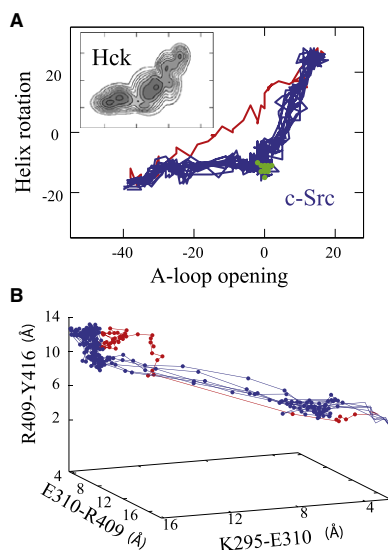 A
Hck
20
0
-20
Helix rotation
c-Src
-40 -20 0 20
A-loop opening
B
14
10
6
2
R409-Y416 (Å)
4
8
12
16
E310-R409 (Å)
12 8 4
K295-E310 (Å)